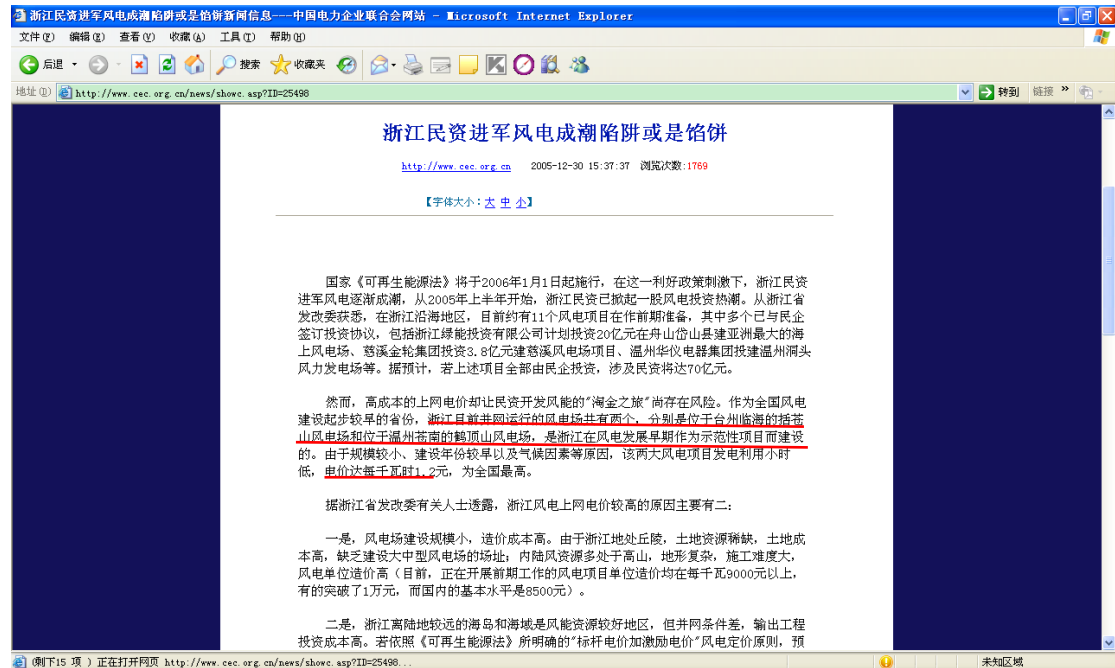 浙江民资进军风电成潮陷阱或是馅饼新闻信息---中国电力企业联合会网站 - Microsoft Internet Explorer
文件(F) 编辑(E) 查看(V) 收藏(A) 工具(T) 帮助(H)
后退 搜索 收藏夹
地址(D) http://www.cec.org.cn/news/showc.asp?ID=25498 转到 链接 »
浙江民资进军风电成潮陷阱或是馅饼
http://www.cec.org.cn 2005-12-30 15:37:37 浏览次数:1769
【字体大小：大 中 小】
国家《可再生能源法》将于2006年1月1日起施行，在这一利好政策刺激下，浙江民资
进军风电逐渐成潮，从2005年上半年开始，浙江民资已掀起一股风电投资热潮。从浙江省
发改委获悉，在浙江沿海地区，目前约有11个风电项目在作前期准备，其中多个已与民企
签订投资协议，包括浙江绿能投资有限公司计划投资20亿元在舟山岱山县建亚洲最大的海
上风电场、慈溪金轮集团投资3.8亿元建慈溪风电场项目、温州华仪电器集团投建温州洞头
风力发电场等。据预计，若上述项目全部由民企投资，涉及民资将达70亿元。
然而，高成本的上网电价却让民资开发风能的"淘金之旅"尚存在风险。作为全国风电
建设起步较早的省份，浙江目前并网运行的风电场共有两个，分别是位于台州临海的括苍
山风电场和位于温州苍南的鹤顶山风电场，是浙江在风电发展早期作为示范性项目而建设
的。由于规模较小、建设年份较早以及气候因素等原因，该两大风电项目发电利用小时
低，电价达每千瓦时1.2元，为全国最高。
据浙江省发改委有关人士透露，浙江风电上网电价较高的原因主要有二：
一是，风电场建设规模小，造价成本高。由于浙江地处丘陵，土地资源稀缺，土地成
本高，缺乏建设大中型风电场的场址；内陆风资源多处于高山，地形复杂，施工难度大，
风电单位造价高（目前，正在开展前期工作的风电项目单位造价均在每千瓦9000元以上，
有的突破了1万元，而国内的基本水平是8500元）。
二是，浙江离陆地较远的海岛和海域是风能资源较好地区，但并网条件差，输出工程
投资成本高。若依照《可再生能源法》所明确的"标杆电价加激励电价"风电定价原则，预
(剩下15 项 ) 正在打开网页 http://www.cec.org.cn/news/showc.asp?ID=25498... 未知区域